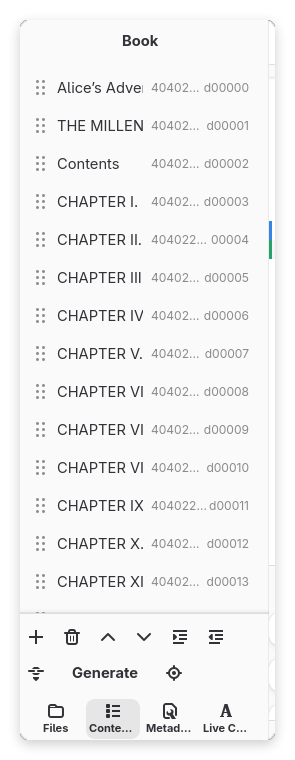 Book
Alice’s Adve 40402... d00000
THE MILLEN 40402... d00001
Contents 40402... d00002
CHAPTER I. 40402... d00003
CHAPTER II. 404022... 00004
CHAPTER III 40402... d00005
CHAPTER IV 40402... d00006
CHAPTER V. 40402... d00007
CHAPTER VI 40402... d00008
CHAPTER VI 40402... d00009
CHAPTER VI 40402... d00010
CHAPTER IX 404022... d00011
CHAPTER X. 40402... d00012
CHAPTER XI 40402... d00013
Generate
Files Conte... Metad... Live C...